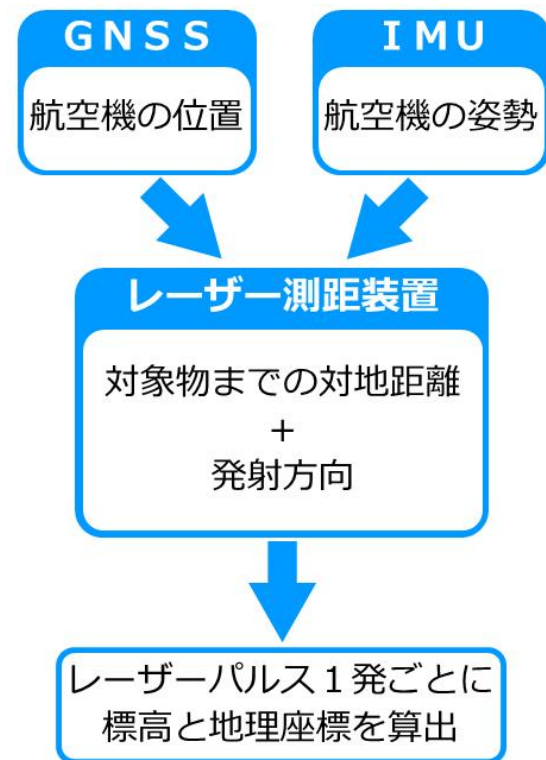 GNSS
航空機の位置
IMU
航空機の姿勢
レーザー測距装置
対象物までの対地距離
+
発射方向
レーザーパルス1発ごとに
標高と地理座標を算出